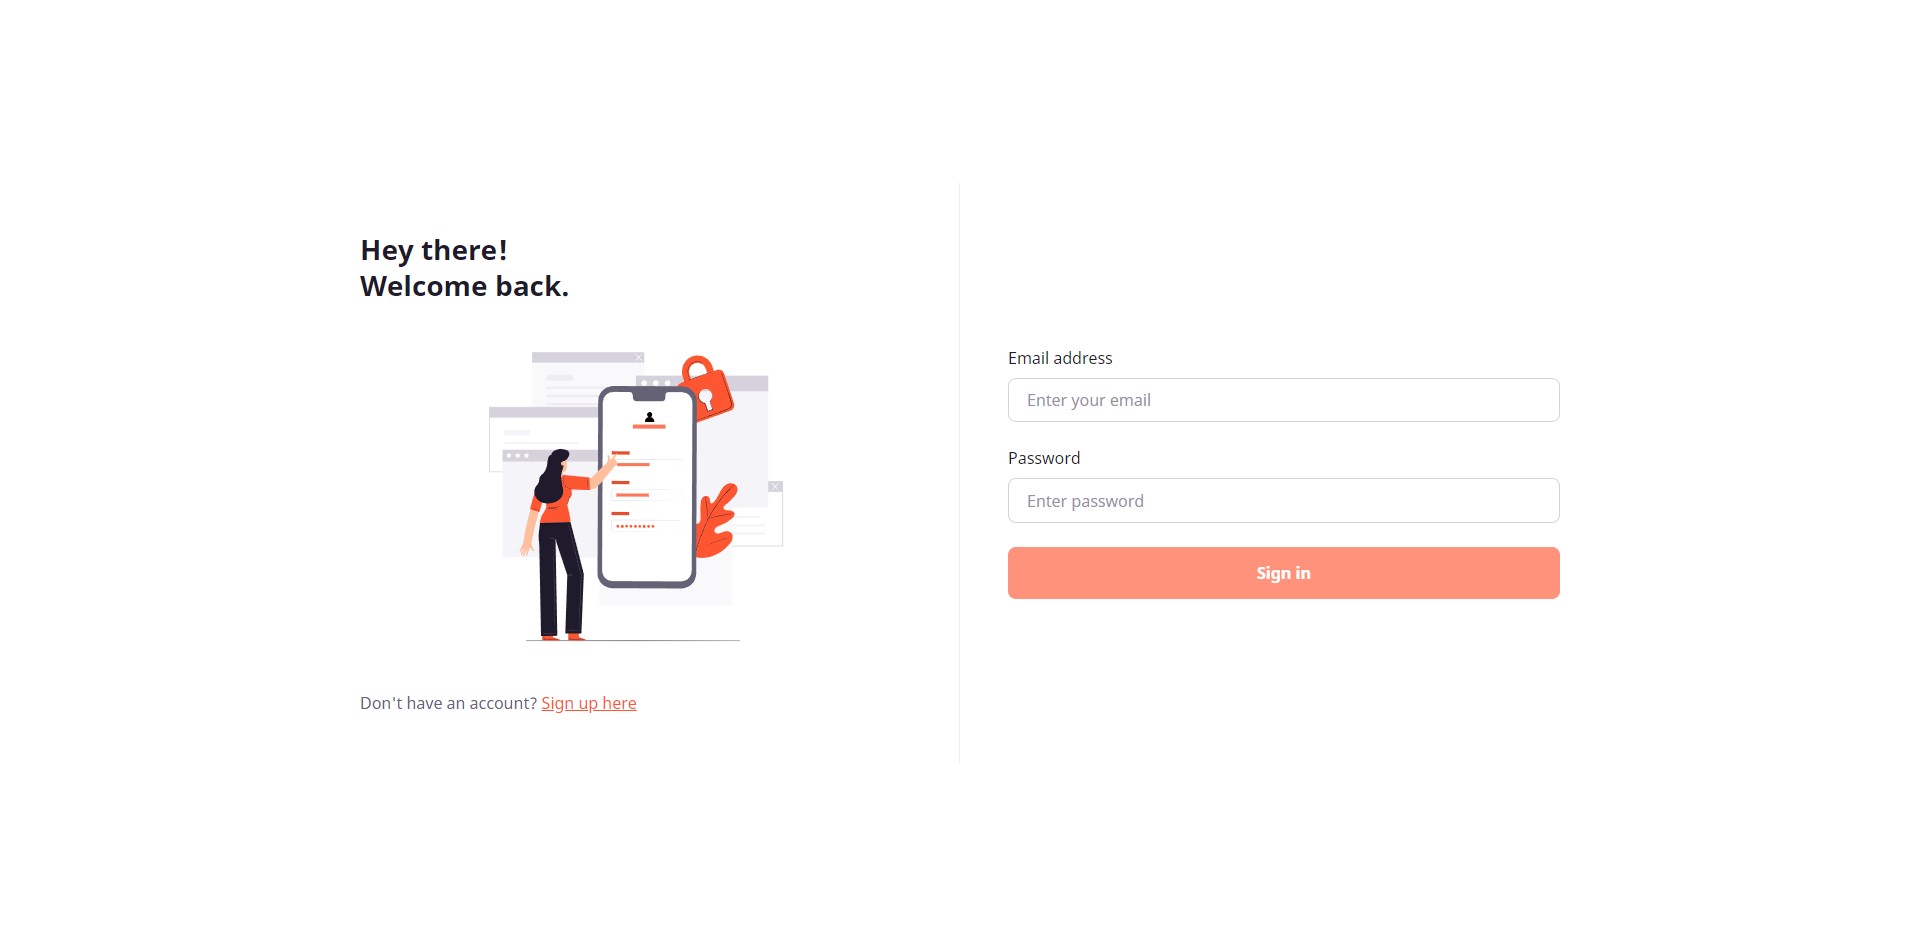 Hey there!
Welcome back.
Don't have an account? Sign up here
Email address
Enter your email
Password
Enter password
Sign in